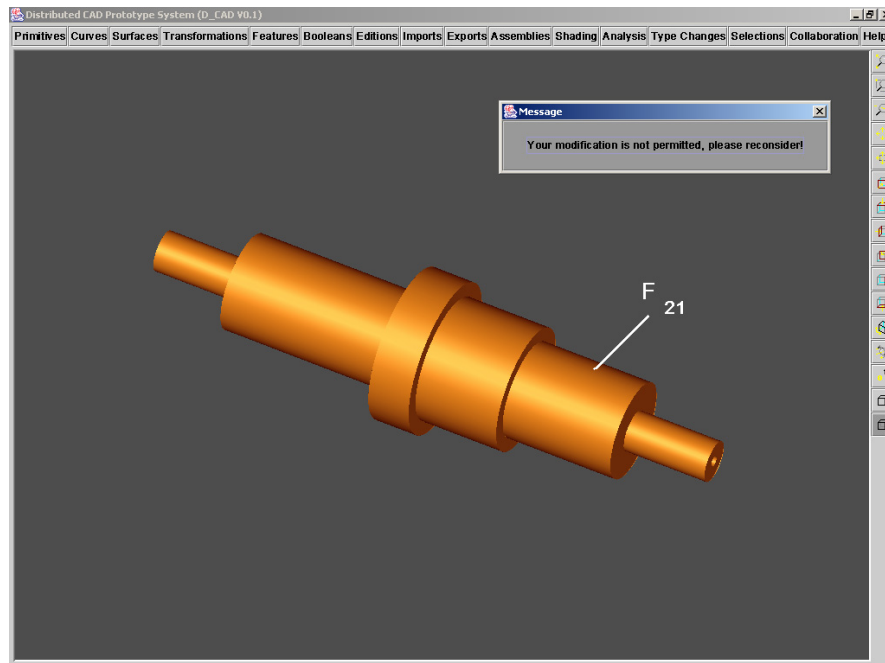 Distributed CAD Prototype System (D_CAD V0.1)
Primitives Curves Surfaces Transformations Features Booleans Editions Imports Exports Assemblies Shading Analysis Type Changes Selections Collaboration Help
Message
Your modification is not permitted, please reconsider!
F
21